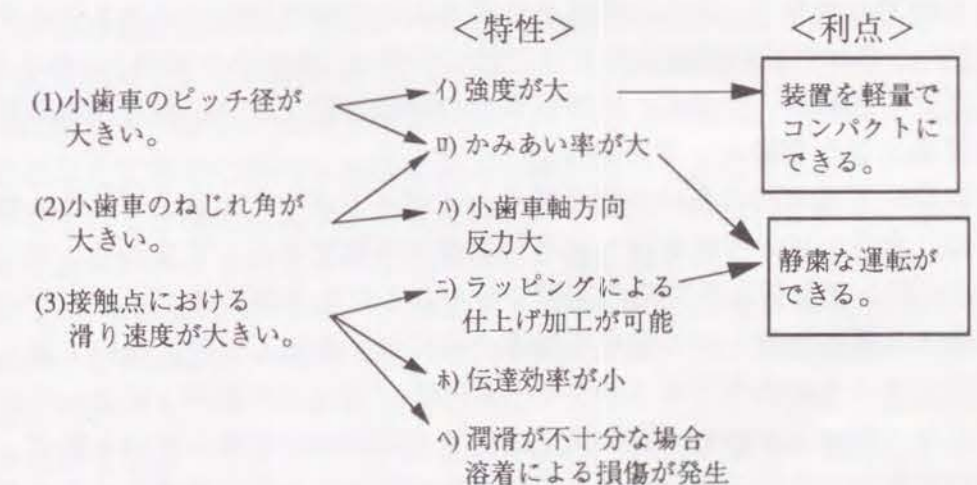 <特性>
<利点>
(1)小歯車のピッチ径が
大きい。
(2)小歯車のねじれ角が
大きい。
(3)接触点における
滑り速度が大きい。
ｲ) 強度が大
ﾛ) かみあい率が大
ﾊ) 小歯車軸方向
反力大
ﾆ) ラッピングによる
仕上げ加工が可能
ﾎ) 伝達効率が小
ﾍ) 潤滑が不十分な場合
溶着による損傷が発生
装置を軽量で
コンパクトに
できる。
静粛な運転が
できる。